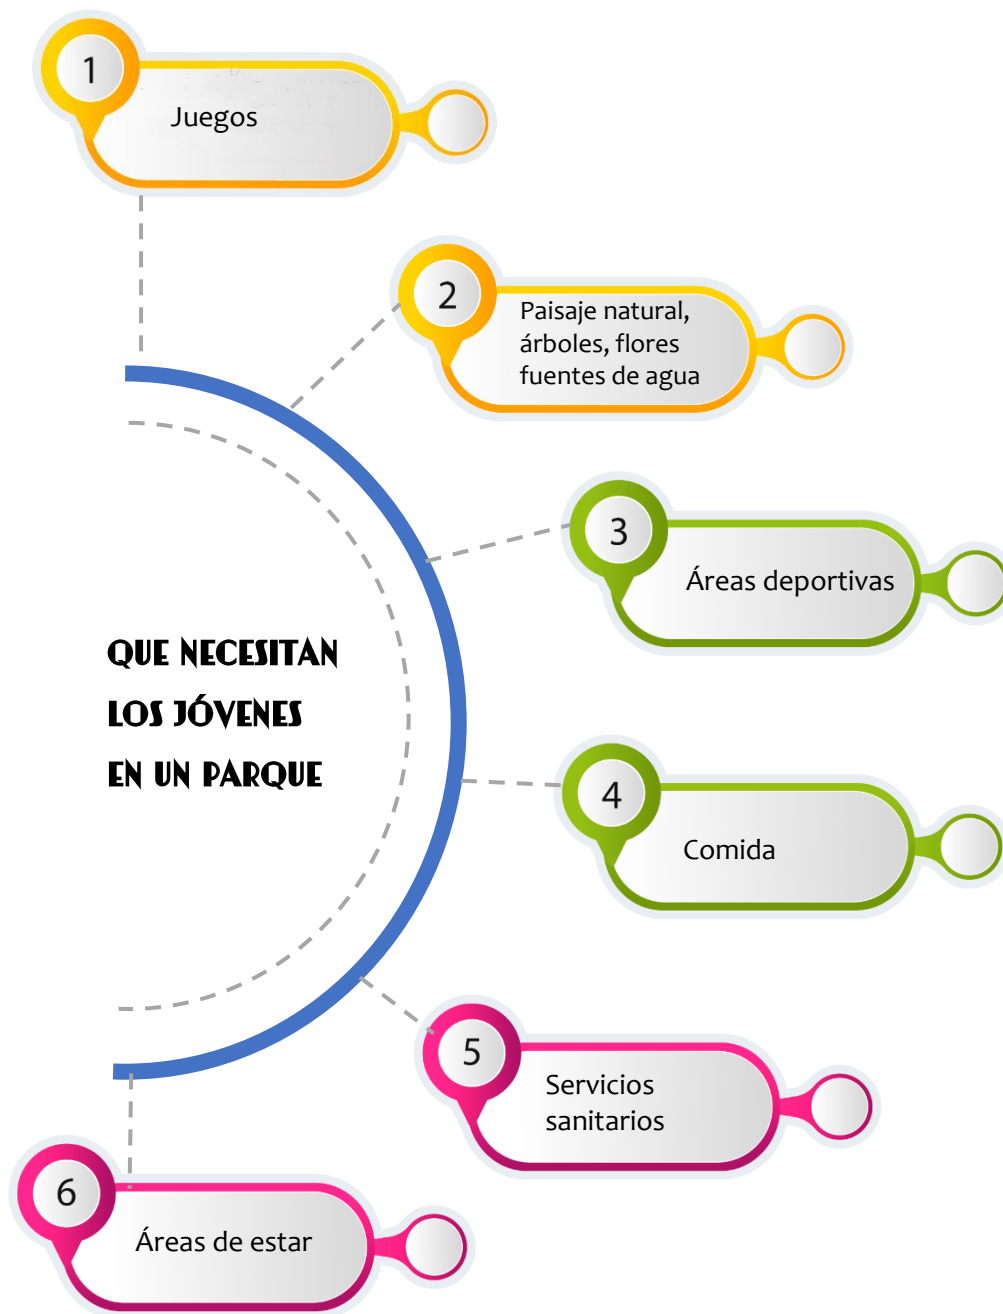 1
Juegos
2
Paisaje natural,
árboles, flores
fuentes de agua
3
Áreas deportivas
QUE NECESITAN
LOS JÓVENES
EN UN PARQUE
4
Comida
5
Servicios
sanitarios
6
Áreas de estar